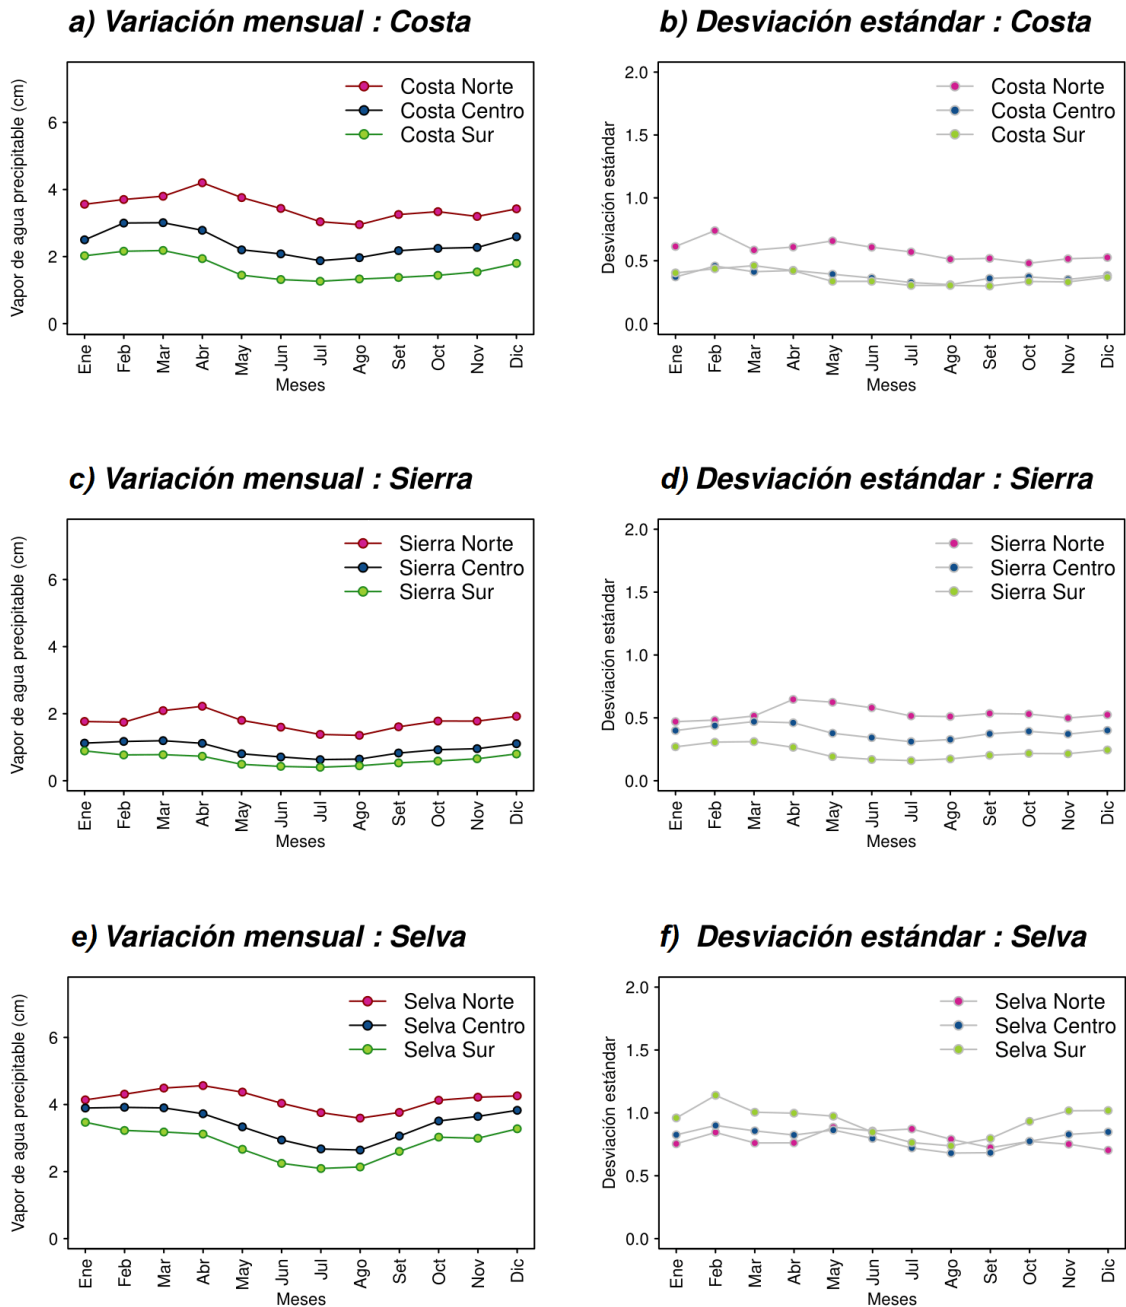 a) Variación mensual : Costa
Vapor de agua precipitable (cm)
6
4
2
0
Costa Norte
Costa Centro
Costa Sur
Ene Feb Mar Abr May Jun Jul Ago Set Oct Nov Dic
Meses
b) Desviación estándar : Costa
Desviación estándar
2.0
1.5
1.0
0.5
0.0
Costa Norte
Costa Centro
Costa Sur
Ene Feb Mar Abr May Jun Jul Ago Set Oct Nov Dic
Meses
c) Variación mensual : Sierra
Vapor de agua precipitable (cm)
6
4
2
0
Sierra Norte
Sierra Centro
Sierra Sur
Ene Feb Mar Abr May Jun Jul Ago Set Oct Nov Dic
Meses
d) Desviación estándar : Sierra
Desviación estándar
2.0
1.5
1.0
0.5
0.0
Sierra Norte
Sierra Centro
Sierra Sur
Ene Feb Mar Abr May Jun Jul Ago Set Oct Nov Dic
Meses
e) Variación mensual : Selva
Vapor de agua precipitable (cm)
6
4
2
0
Selva Norte
Selva Centro
Selva Sur
Ene Feb Mar Abr May Jun Jul Ago Set Oct Nov Dic
Meses
f) Desviación estándar : Selva
Desviación estándar
2.0
1.5
1.0
0.5
0.0
Selva Norte
Selva Centro
Selva Sur
Ene Feb Mar Abr May Jun Jul Ago Set Oct Nov Dic
Meses